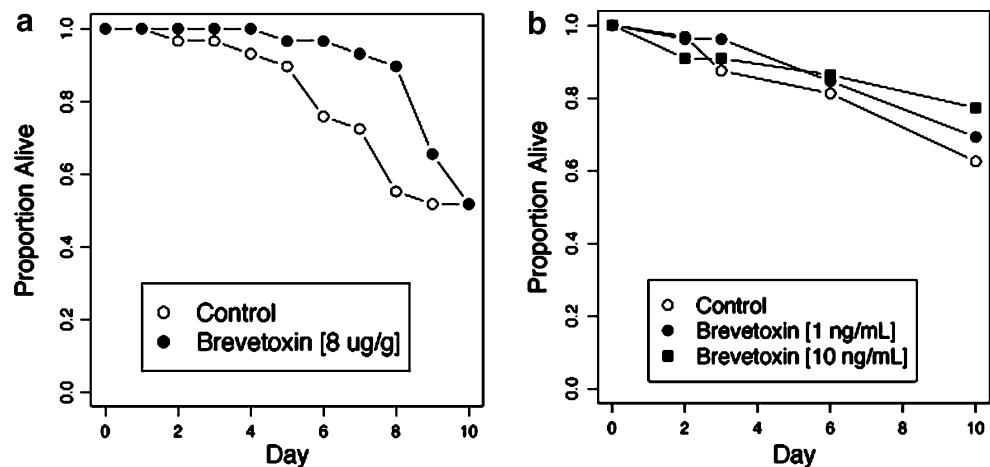 a
Proportion Alive
1.0
0.8
0.6
0.4
0.2
0.0
Control
Brevetoxin [8 ug/g]
0 2 4 6 8 10
Day
b
Proportion Alive
1.0
0.8
0.6
0.4
0.2
0.0
Control
Brevetoxin [1 ng/mL]
Brevetoxin [10 ng/mL]
0 2 4 6 8 10
Day